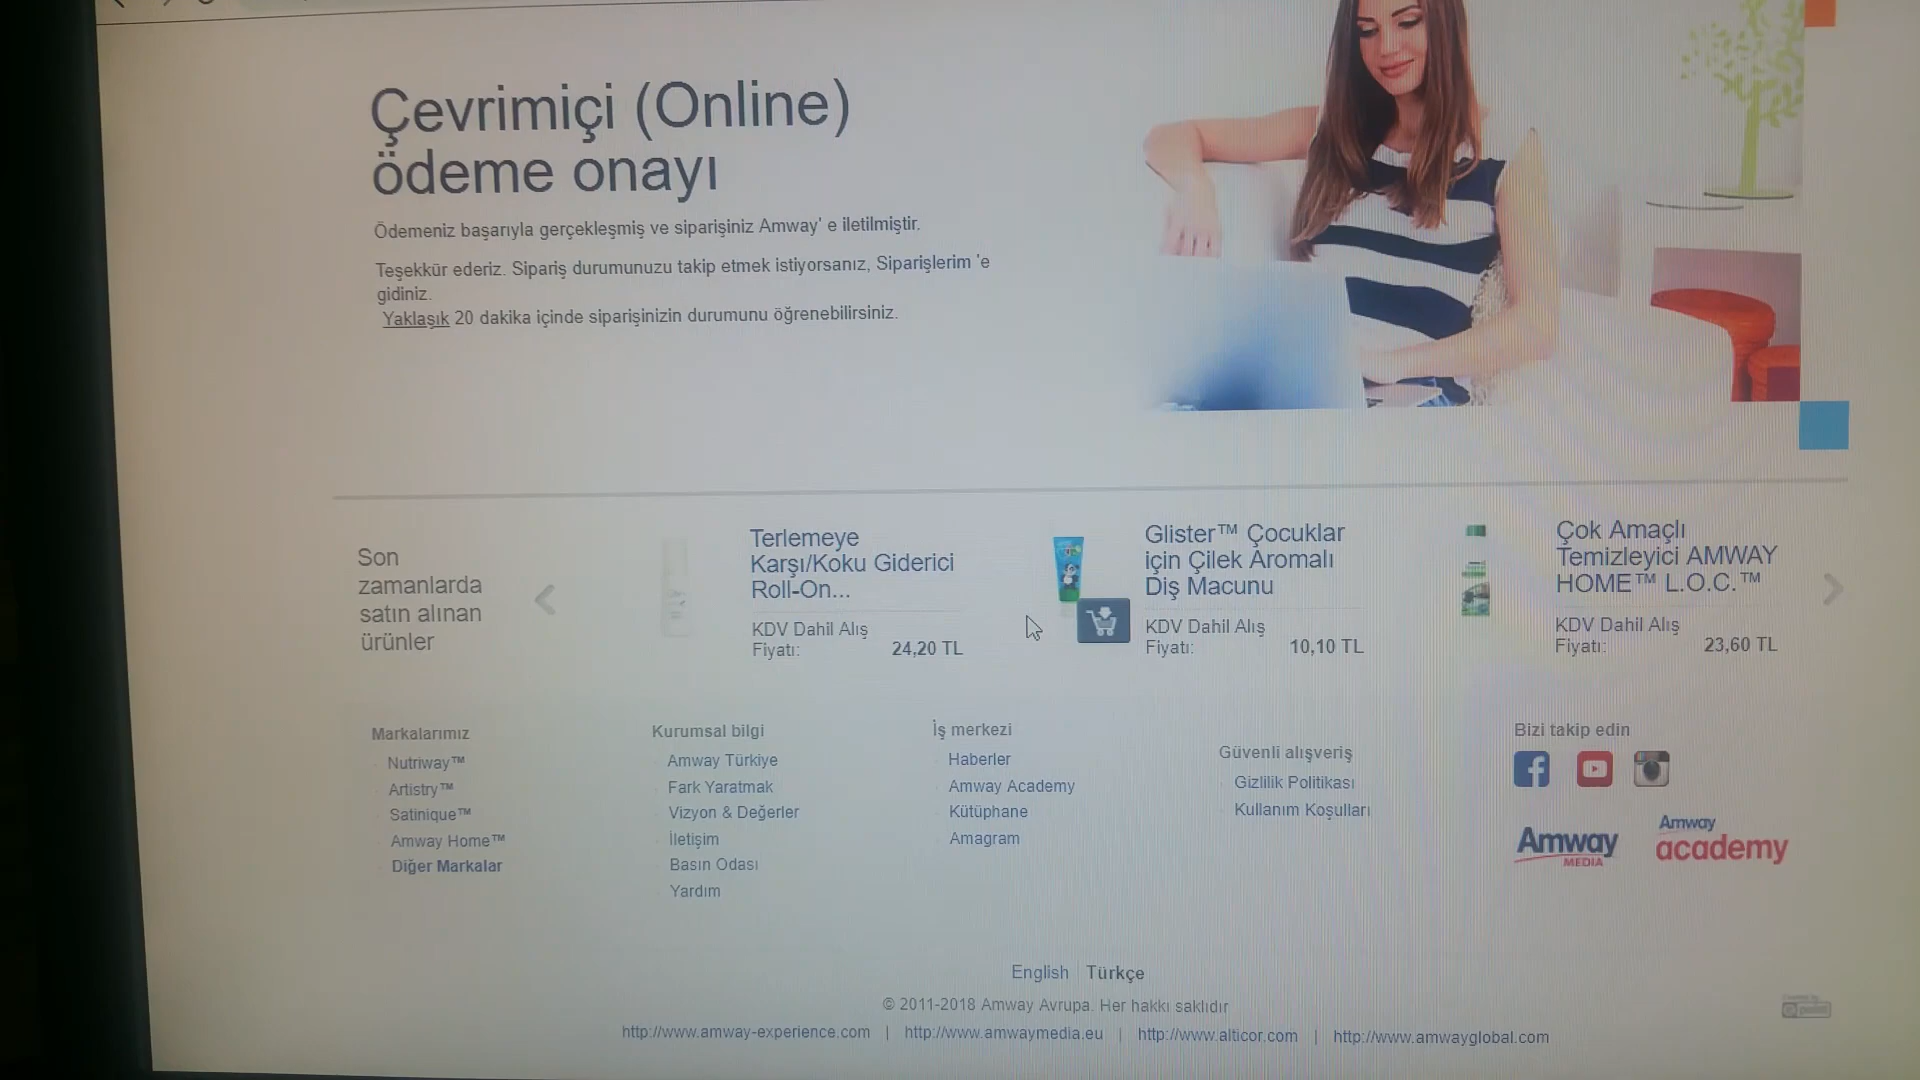 Çevrimiçi (Online)
ödeme onayı
Ödemeniz başarıyla gerçekleşmiş ve siparişiniz Amway' e iletilmiştir.
Teşekkür ederiz. Sipariş durumunuzu takip etmek istiyorsanız, Siparişlerim 'e
gidiniz.
Yaklaşık 20 dakika içinde siparişinizin durumunu öğrenebilirsiniz.
Son
zamanlarda
satın alınan
ürünler
Terlemeye
Karşı/Koku Giderici
Roll-On...
KDV Dahil Alış
Fiyatı: 24,20 TL
Glister™ Çocuklar
için Çilek Aromalı
Diş Macunu
KDV Dahil Alış
Fiyatı: 10,10 TL
Çok Amaçlı
Temizleyici AMWAY
HOME™ L.O.C.™
KDV Dahil Alış
Fiyatı: 23,60 TL
Markalarımız
Nutriway™
Artistry™
Satinique™
Amway Home™
Diğer Markalar
Kurumsal bilgi
Amway Türkiye
Fark Yaratmak
Vizyon & Değerler
İletişim
Basın Odası
Yardım
İş merkezi
Haberler
Amway Academy
Kütüphane
Amagram
Güvenli alışveriş
Gizlilik Politikası
Kullanım Koşulları
Bizi takip edin
Amway
MEDIA
Amway
academy
English Türkçe
© 2011-2018 Amway Avrupa. Her hakkı saklıdır
http://www.amway-experience.com | http://www.amwaymedia.eu | http://www.alticor.com | http://www.amwayglobal.com